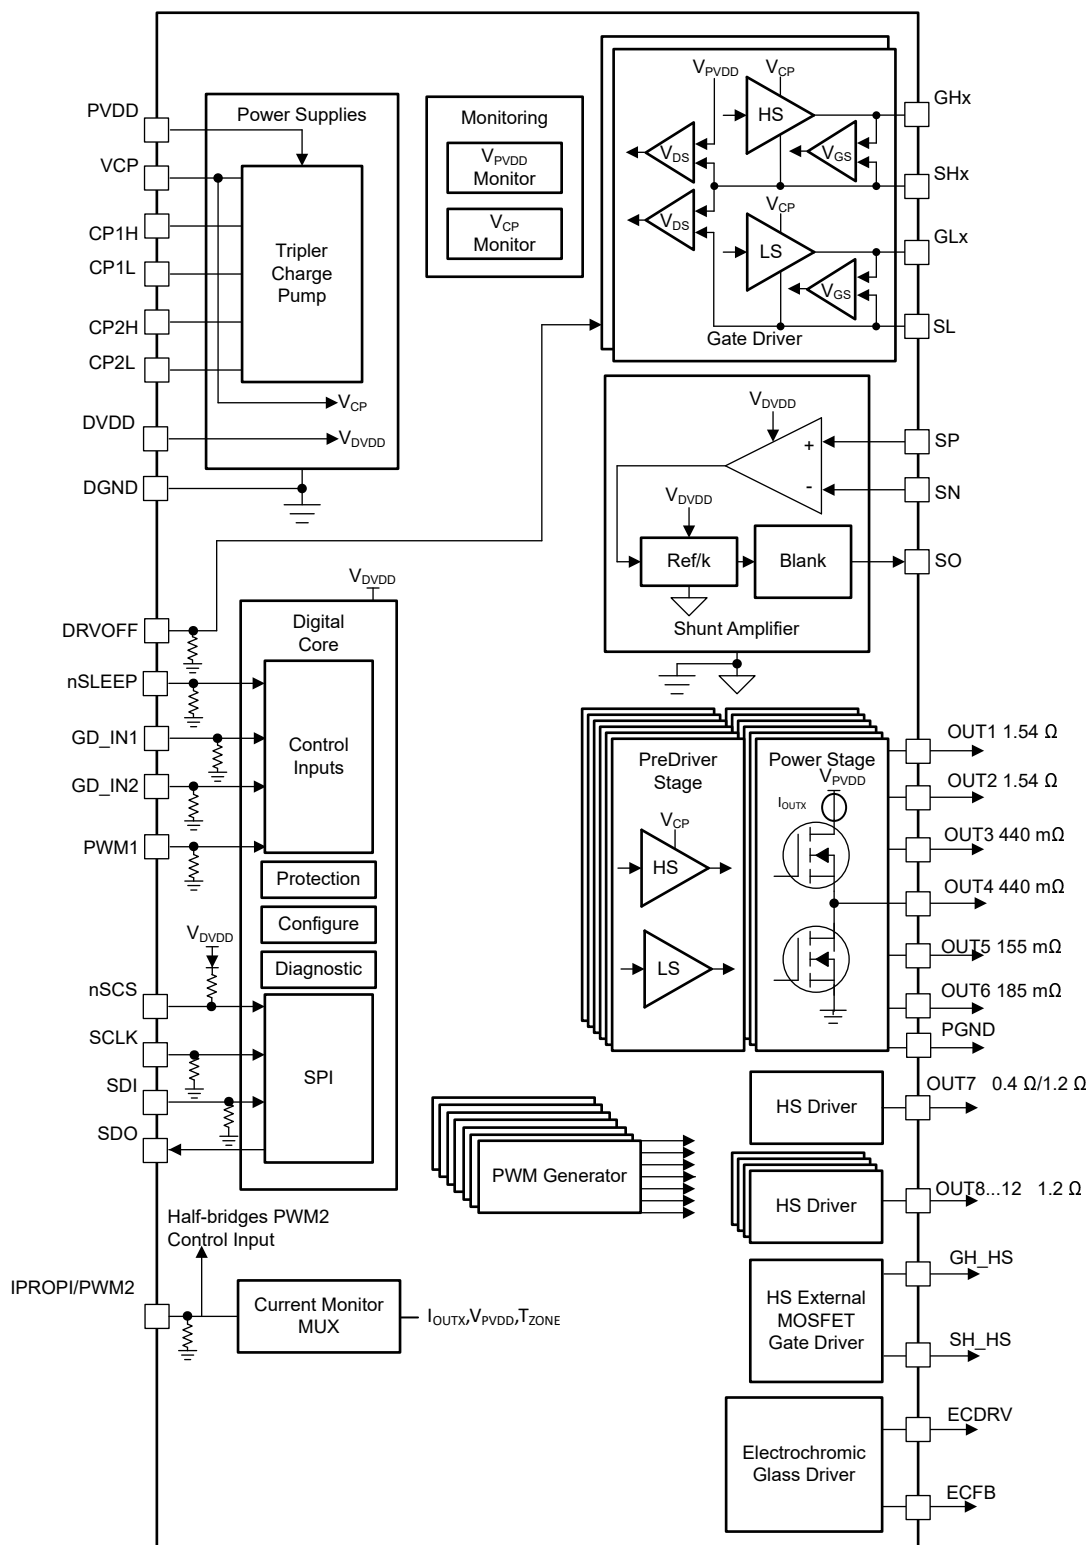 PVDD
VCP
CP1H
CP1L
CP2H
CP2L
DVDD
DGND
Power Supplies
Tripler
Charge
Pump
VCP
VDVDD
Monitoring
VPVDD
Monitor
VCP
Monitor
VPVDD
VCP
HS
VDS
VGS
VDS
VCP
LS
VGS
Gate Driver
GHx
SHx
GLx
SL
VDVDD
+
-
VDVDD
Ref/k
Blank
Shunt Amplifier
SP
SN
SO
DRVOFF
nSLEEP
GD_IN1
GD_IN2
PWM1
VDVDD
nSCS
SCLK
SDI
SDO
VDVDD
Digital
Core
Control
Inputs
Protection
Configure
Diagnostic
SPI
PreDriver
Stage
VCP
HS
LS
Power Stage
VPVDD
IOUTX
OUT1 1.54 Ω
OUT2 1.54 Ω
OUT3 440 mΩ
OUT4 440 mΩ
OUT5 155 mΩ
OUT6 185 mΩ
PGND
HS Driver
OUT7 0.4 Ω/1.2 Ω
PWM Generator
HS Driver
OUT8...12 1.2 Ω
Half-bridges PWM2
Control Input
IPROPI/PWM2
Current Monitor
MUX
IOUTX,VPVDD,TZONE
HS External
MOSFET
Gate Driver
GH_HS
SH_HS
Electrochromic
Glass Driver
ECDRV
ECFB